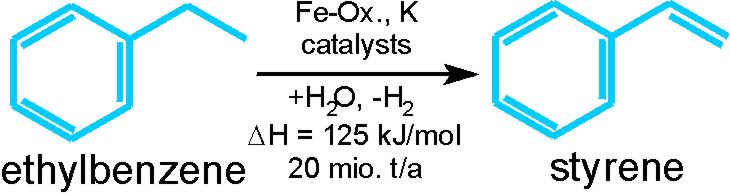 Fe-Ox., K
catalysts
+H₂O, -H₂
ΔH = 125 kJ/mol
20 mio. t/a
ethylbenzene
styrene